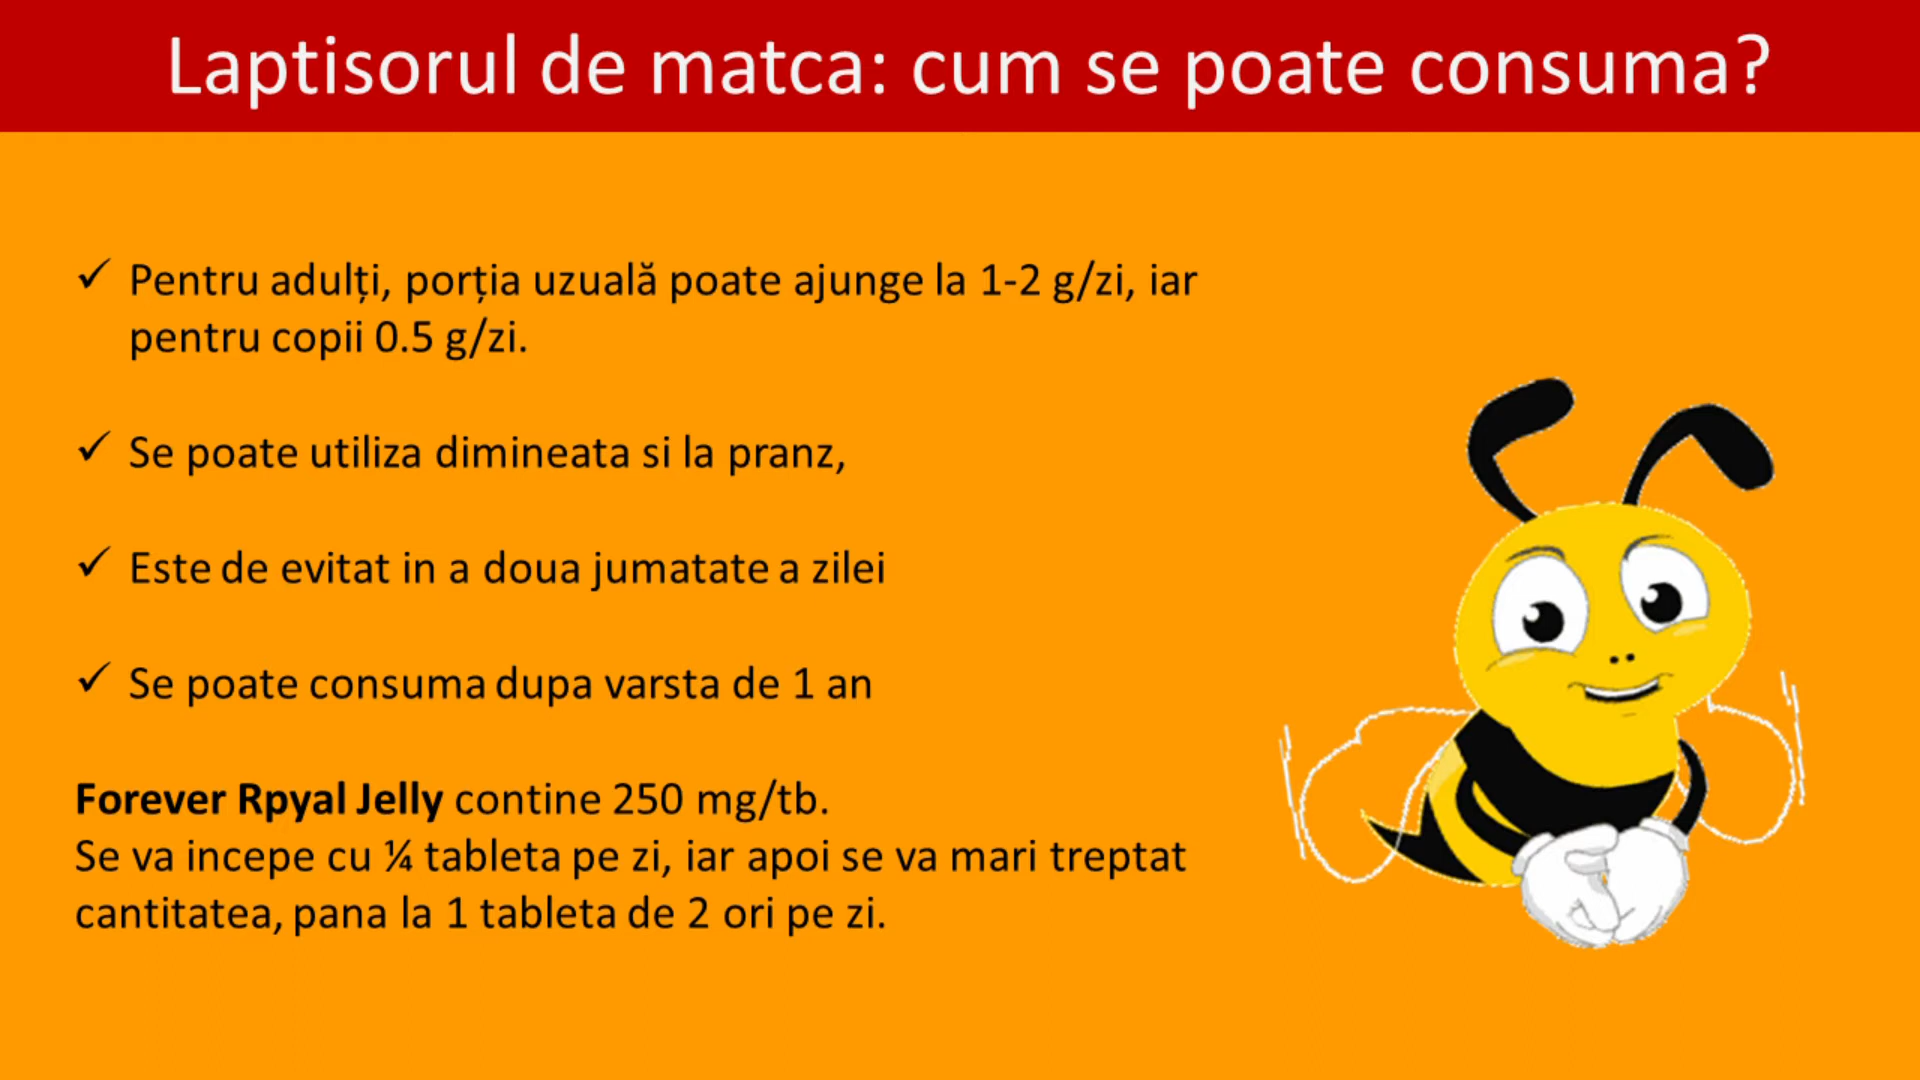 Laptisorul de matca: cum se poate consuma?
✓ Pentru adulți, porția uzuală poate ajunge la 1-2 g/zi, iar
pentru copii 0.5 g/zi.
✓ Se poate utiliza dimineata si la pranz,
✓ Este de evitat in a doua jumatate a zilei
✓ Se poate consuma dupa varsta de 1 an
Forever Rpyal Jelly contine 250 mg/tb.
Se va incepe cu ¼ tableta pe zi, iar apoi se va mari treptat
cantitatea, pana la 1 tableta de 2 ori pe zi.